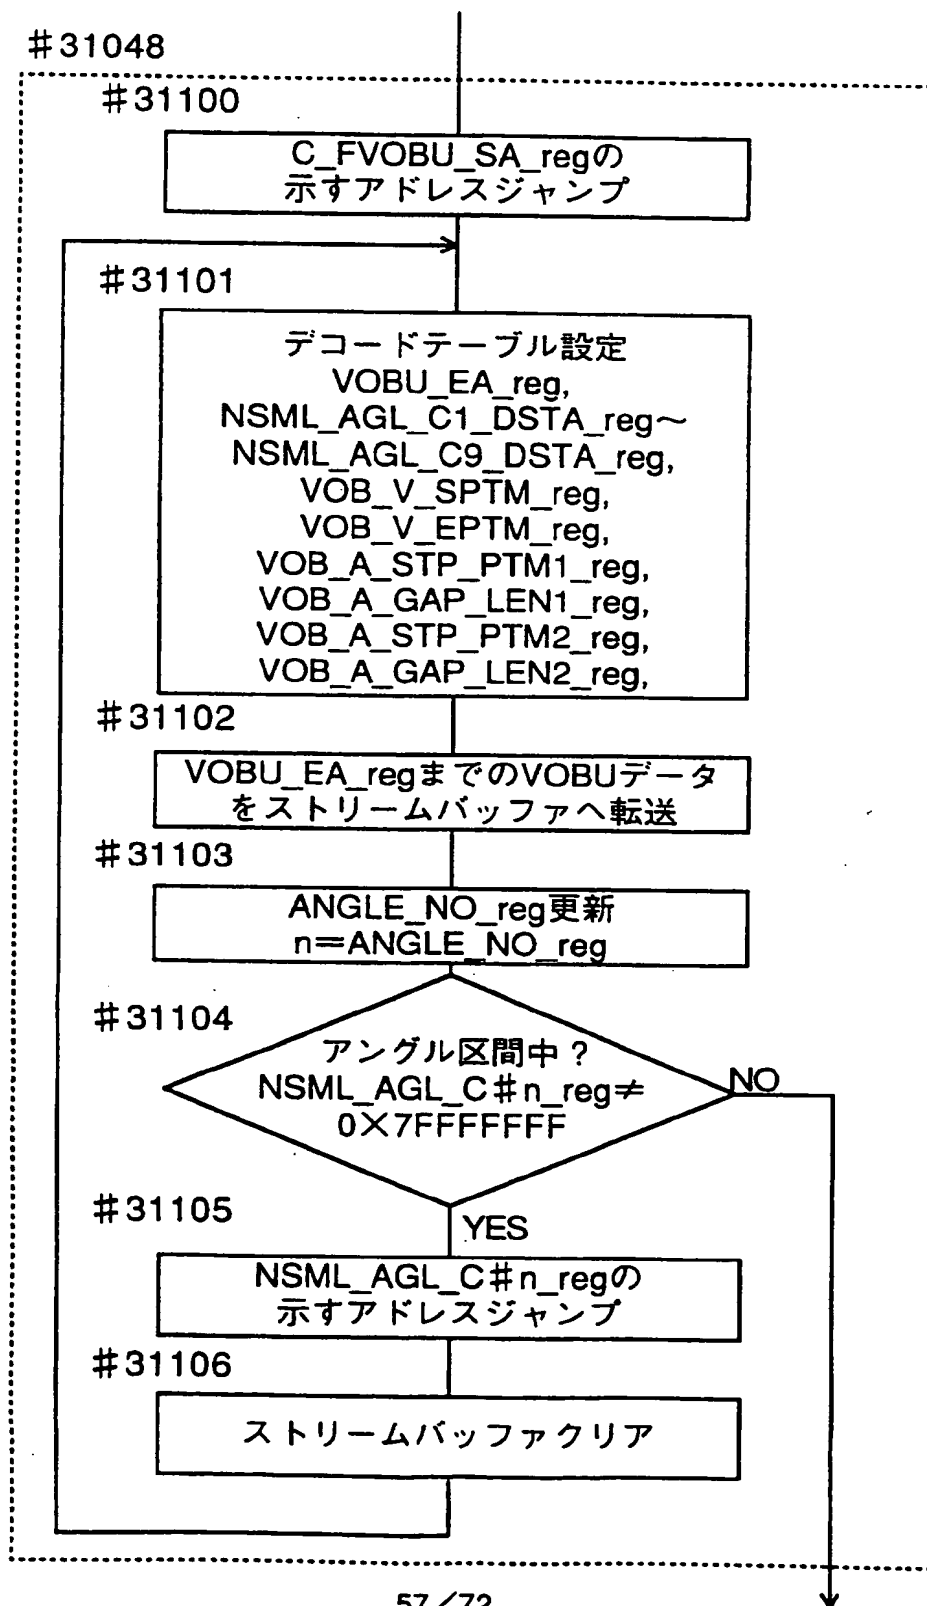 #31048
#31100
C_FVOBU_SA_regの
示すアドレスジャンプ
#31101
デコードテーブル設定
VOBU_EA_reg,
NSML_AGL_C1_DSTA_reg～
NSML_AGL_C9_DSTA_reg,
VOB_V_SPTM_reg,
VOB_V_EPTM_reg,
VOB_A_STP_PTM1_reg,
VOB_A_GAP_LEN1_reg,
VOB_A_STP_PTM2_reg,
VOB_A_GAP_LEN2_reg,
#31102
VOBU_EA_regまでのVOBUデータ
をストリームバッファへ転送
#31103
ANGLE_NO_reg更新
n=ANGLE_NO_reg
#31104
アングル区間中？
NSML_AGL_C#n_reg≠
0×7FFFFFFF
NO
#31105
YES
NSML_AGL_C#n_regの
示すアドレスジャンプ
#31106
ストリームバッファクリア
57/72